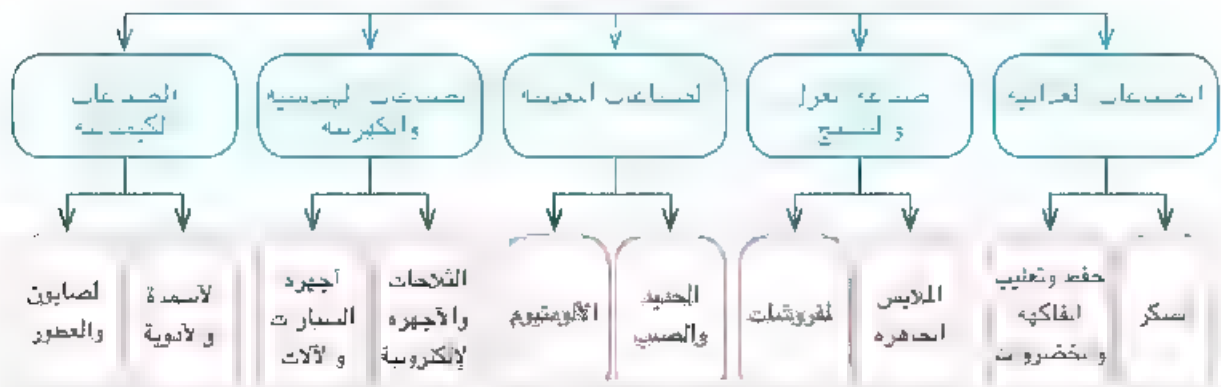 الصناعات الغذائية
صناعة الغزل
والنسيج
الصناعات المعدنية
الصناعات الهندسية
والكهربية
الصناعات
الكيميائية
السكر
حفظ وتعليب
الفاكهة
والخضروات
الملابس
الجاهزة
المفروشات
الحديد
والصلب
الألومنيوم
الثلاجات
والأجهزة
الإلكترونية
أجهزة
السيارات
والآلات
الأسمدة
والأدوية
الصابون
والعطور